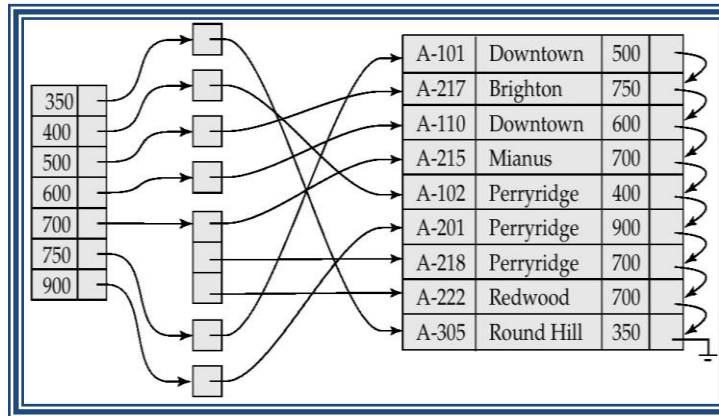 350
400
500
600
700
750
900
A-101 Downtown 500
A-217 Brighton 750
A-110 Downtown 600
A-215 Mianus 700
A-102 Perryridge 400
A-201 Perryridge 900
A-218 Perryridge 700
A-222 Redwood 700
A-305 Round Hill 350